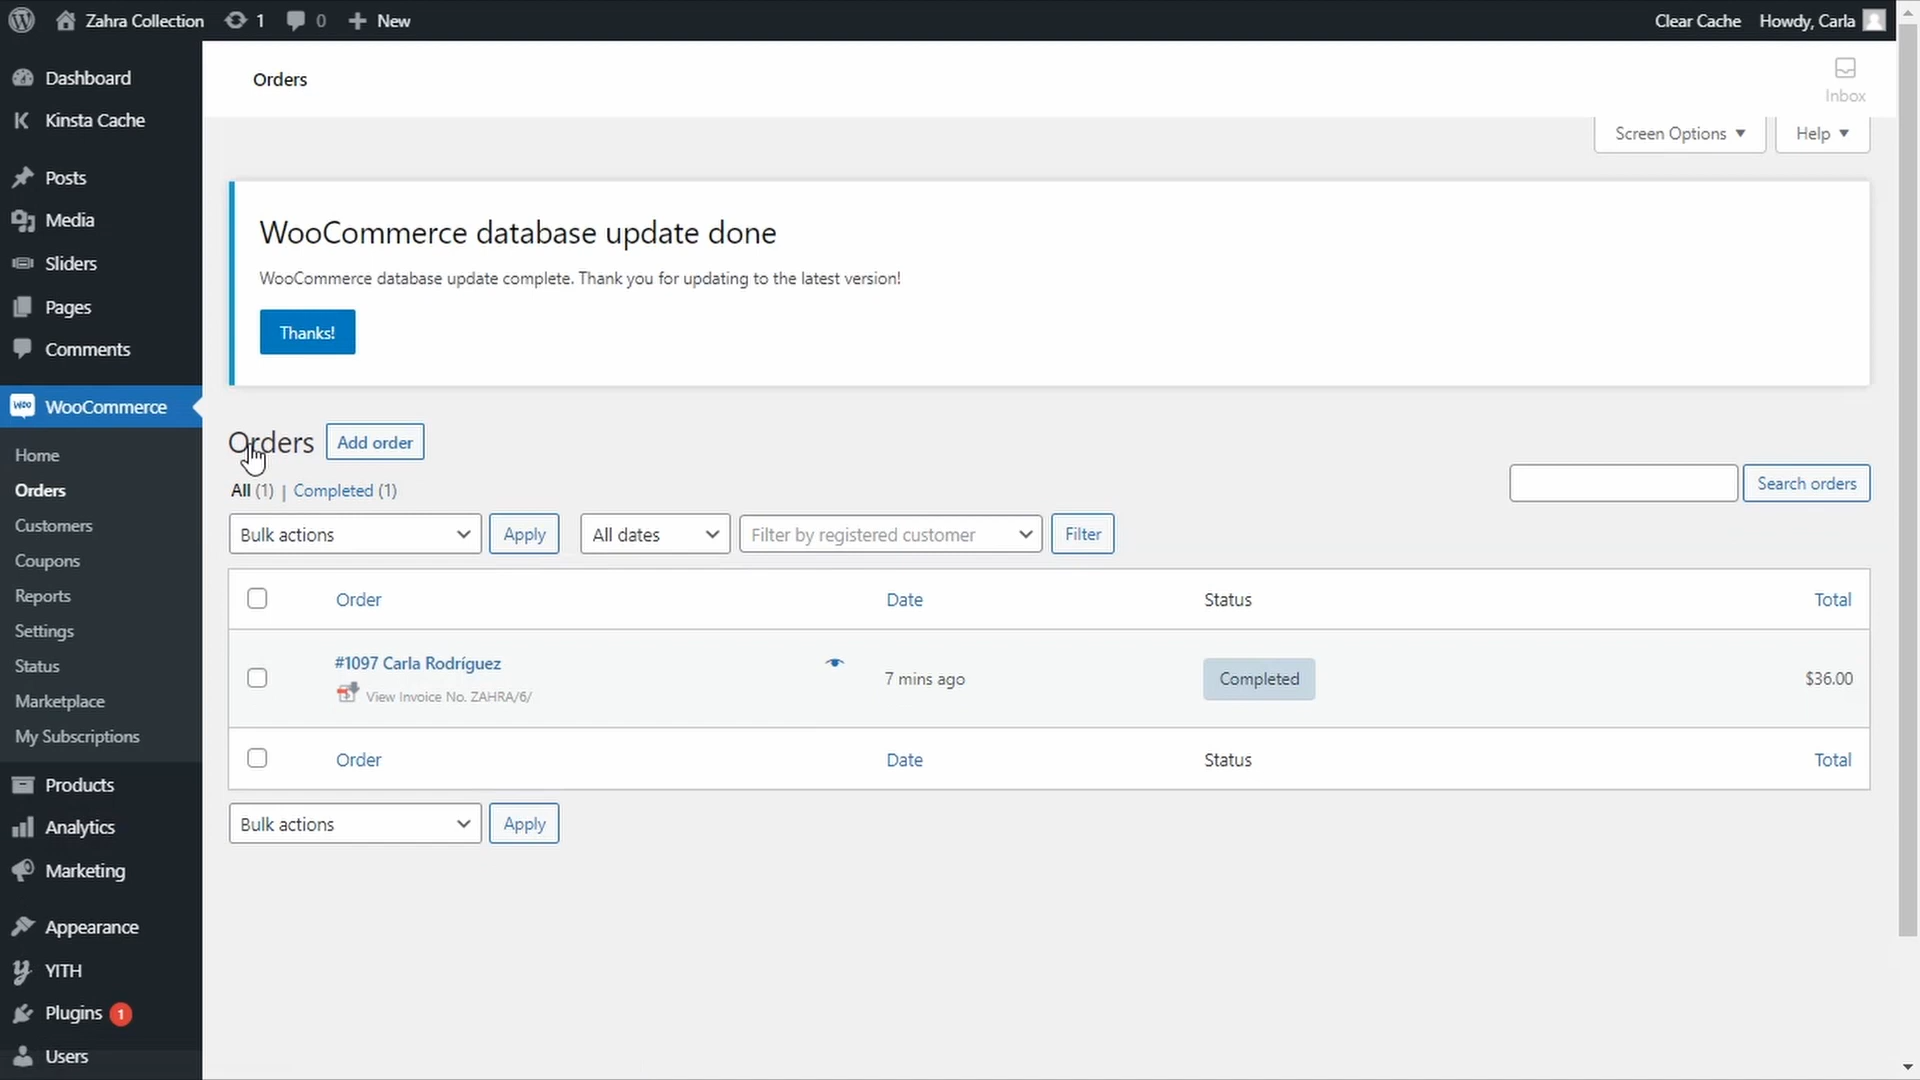 Zahra Collection 1 0 New Clear Cache Howdy, Carla
Dashboard
Kinsta Cache
Posts
Media
Sliders
Pages
Comments
WooCommerce
Home
Orders
Customers
Coupons
Reports
Settings
Status
Marketplace
My Subscriptions
Products
Analytics
Marketing
Appearance
YITH
Plugins 1
Users
Orders
Inbox
Screen Options Help
WooCommerce database update done
WooCommerce database update complete. Thank you for updating to the latest version!
Thanks!
Orders Add order
All (1) | Completed (1)
Search orders
Bulk actions Apply All dates Filter by registered customer Filter
Order Date Status Total
#1097 Carla Rodríguez
7 mins ago Completed $36.00
View Invoice No. ZAHRA/6/
Order Date Status Total
Bulk actions Apply